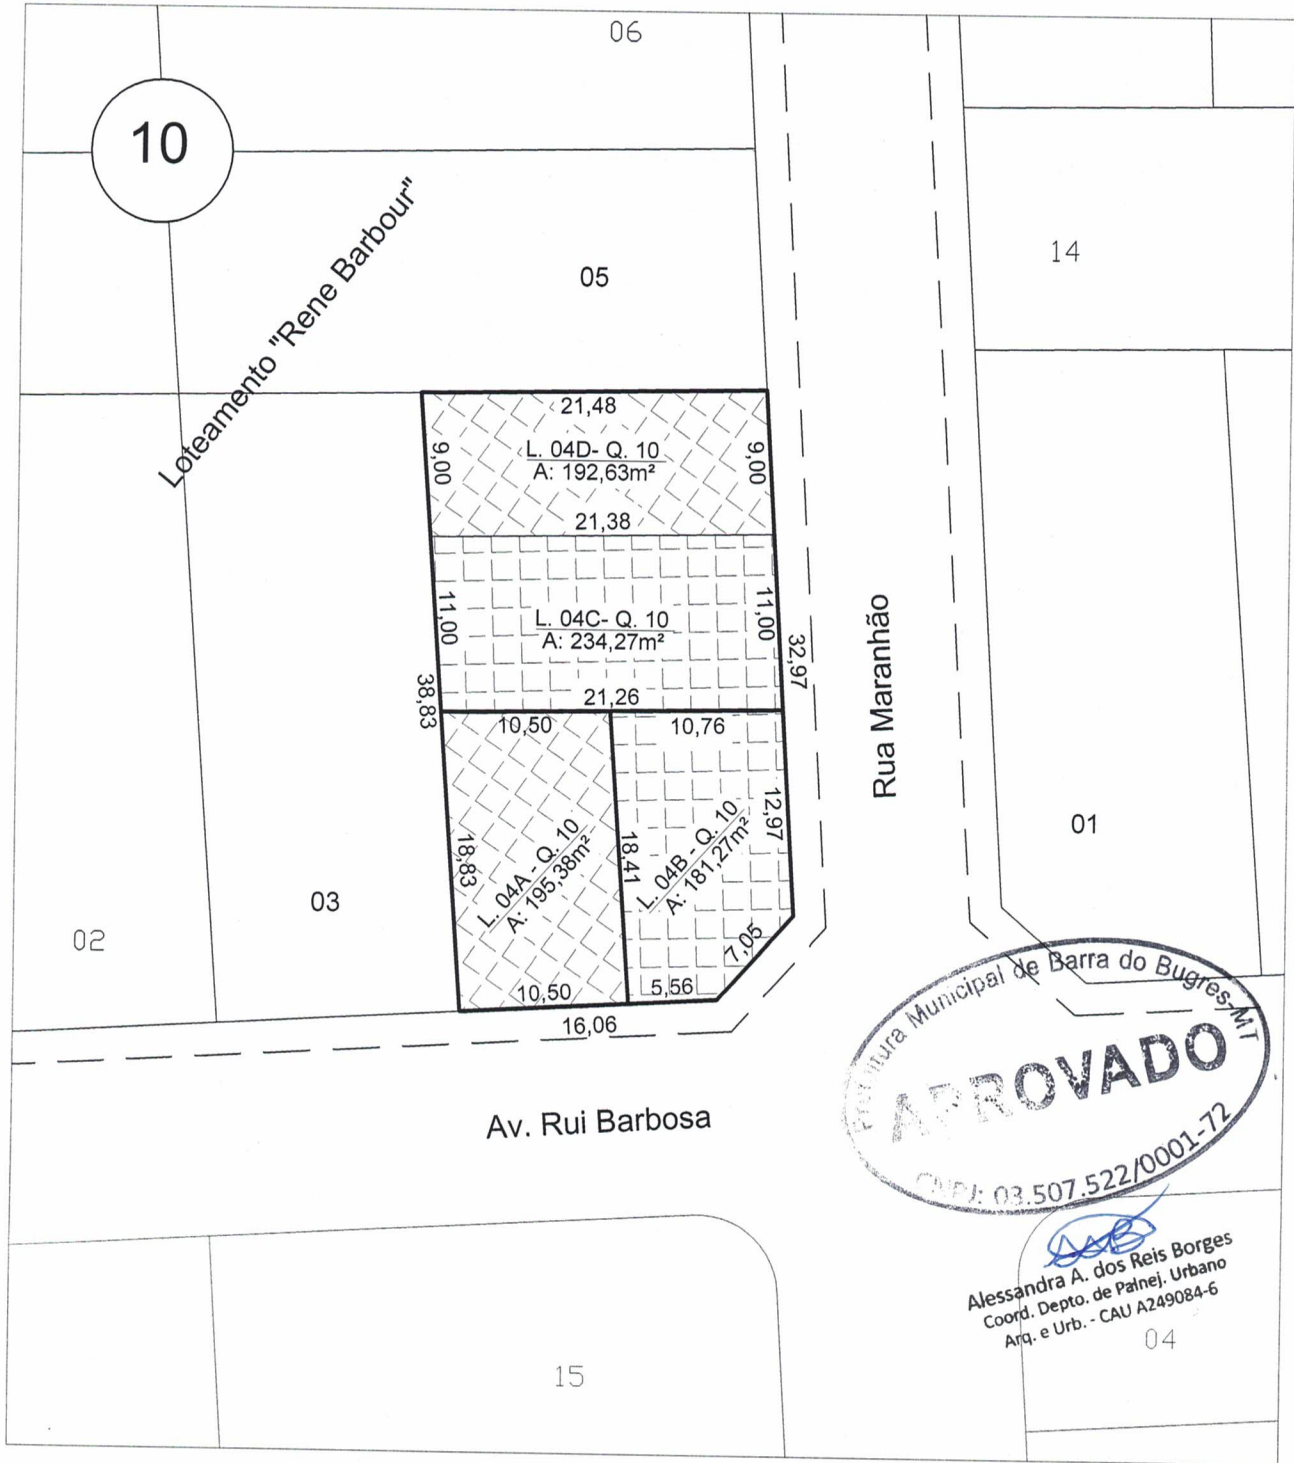 06
10
Loteamento "Rene Barbour"
05
14
21,48
9,00
L. 04D- Q. 10
A: 192,63m²
9,00
21,38
11,00
L. 04C- Q. 10
A: 234,27m²
11,00
32,97
Rua Maranhão
38,83
21,26
10,50
10,76
18,83
L. 04A - Q. 10
A: 195,38m²
18,41
L. 04B - Q. 10
A: 181,27m²
12,97
01
03
02
7,05
10,50
5,56
16,06
Av. Rui Barbosa
Prefeitura Municipal de Barra do Bugres-MT
APROVADO
CNPJ: 03.507.522/0001-72
Alessandra A. dos Reis Borges
Coord. Depto. de Palnej. Urbano
Arq. e Urb. - CAU A249084-6
04
15